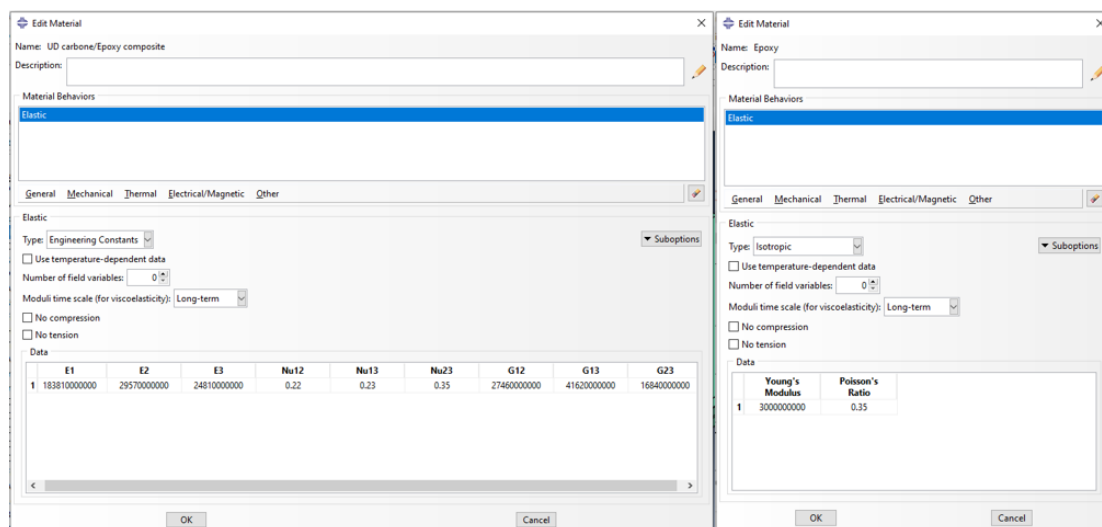 Edit Material
Name: UD carbone/Epoxy composite
Description:
Material Behaviors
Elastic
General Mechanical Thermal Electrical/Magnetic Other
Elastic
Type: Engineering Constants
Suboptions
Use temperature-dependent data
Number of field variables: 0
Moduli time scale (for viscoelasticity): Long-term
No compression
No tension
Data
E1 E2 E3 Nu12 Nu13 Nu23 G12 G13 G23
1 183810000000 29570000000 24810000000 0.22 0.23 0.35 27460000000 41620000000 16840000000
OK Cancel
Edit Material
Name: Epoxy
Description:
Material Behaviors
Elastic
General Mechanical Thermal Electrical/Magnetic Other
Elastic
Type: Isotropic
Suboptions
Use temperature-dependent data
Number of field variables: 0
Moduli time scale (for viscoelasticity): Long-term
No compression
No tension
Data
Young's Poisson's
Modulus Ratio
1 3000000000 0.35
OK Cancel